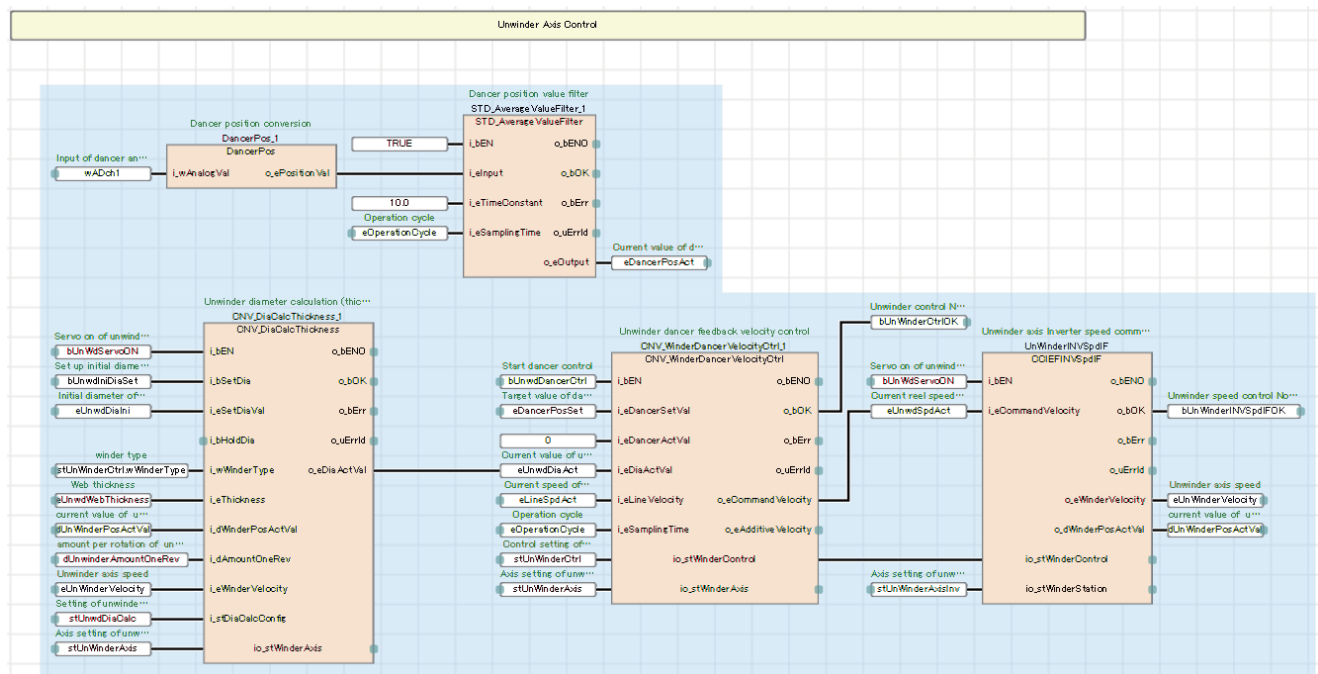 Unwinder Axis Control
Dancer position value filter
STD_AverageValueFilter_1
STD_AverageValueFilter
Dancer position conversion
DancerPos_1
DancerPos
Input of dancer an…
wADch1
i_wAnalogVal
o_ePositionVal
TRUE
i_bEN
o_bENO
i_eInput
o_bOK
10.0
i_eTimeConstant
o_bErr
Operation cycle
eOperationCycle
i_eSamplingTime
o_uErrId
o_eOutput
Current value of d…
eDancerPosAct
Unwinder diameter calculation (thic…
CNV_DiaCalcThickness_1
CNV_DiaCalcThickness
Servo on of unwind…
bUnWdServoON
i_bEN
o_bENO
Set up initial diame…
bUnwdIniDiaSet
i_bSetDia
o_bOK
Initial diameter of…
eUnwdDiaIni
i_eSetDiaVal
o_bErr
i_bHoldDia
o_uErrId
winder type
stUnWinderCtrl.wWinderType
i_wWinderType
o_eDiaActVal
Web thickness
eUnwdWebThickness
i_eThickness
current value of u…
dUnWinderPosActVal
i_dWinderPosActVal
amount per rotation of un…
dUnwinderAmountOneRev
i_dAmountOneRev
Unwinder axis speed
eUnWinderVelocity
i_eWinderVelocity
Setting of unwinde…
stUnwdDiaCalc
i_stDiaCalcConfig
Axis setting of unw…
stUnWinderAxis
io_stWinderAxis
Unwinder dancer feedback velocity control
CNV_WinderDancerVelocityCtrl_1
CNV_WinderDancerVelocityCtrl
Start dancer control
bUnwdDancerCtrl
i_bEN
o_bENO
Target value of da…
eDancerPosSet
i_eDancerSetVal
o_bOK
0
i_eDancerActVal
o_bErr
Current value of u…
eUnwdDiaAct
i_eDiaActVal
o_uErrId
Current speed of…
eLineSpdAct
i_eLineVelocity
o_eCommandVelocity
Operation cycle
eOperationCycle
i_eSamplingTime
o_eAdditiveVelocity
Control setting of…
stUnWinderCtrl
io_stWinderControl
Axis setting of unw…
stUnWinderAxis
io_stWinderAxis
Unwinder control N…
bUnWinderCtrlOK
Unwinder axis Inverter speed comm…
UnWinderINVSpdIF
CCIEFINVSpdIF
Servo on of unwind…
bUnWdServoON
i_bEN
o_bENO
Current reel speed…
eUnwdSpdAct
i_eCommandVelocity
o_bOK
Unwinder speed control No…
bUnWinderINVSpdIFOK
o_bErr
o_uErrId
Unwinder axis speed
o_eWinderVelocity
eUnWinderVelocity
current value of u…
o_dWinderPosActVal
dUnWinderPosActVal
io_stWinderControl
Axis setting of unw…
stUnWinderAxisInv
io_stWinderStation